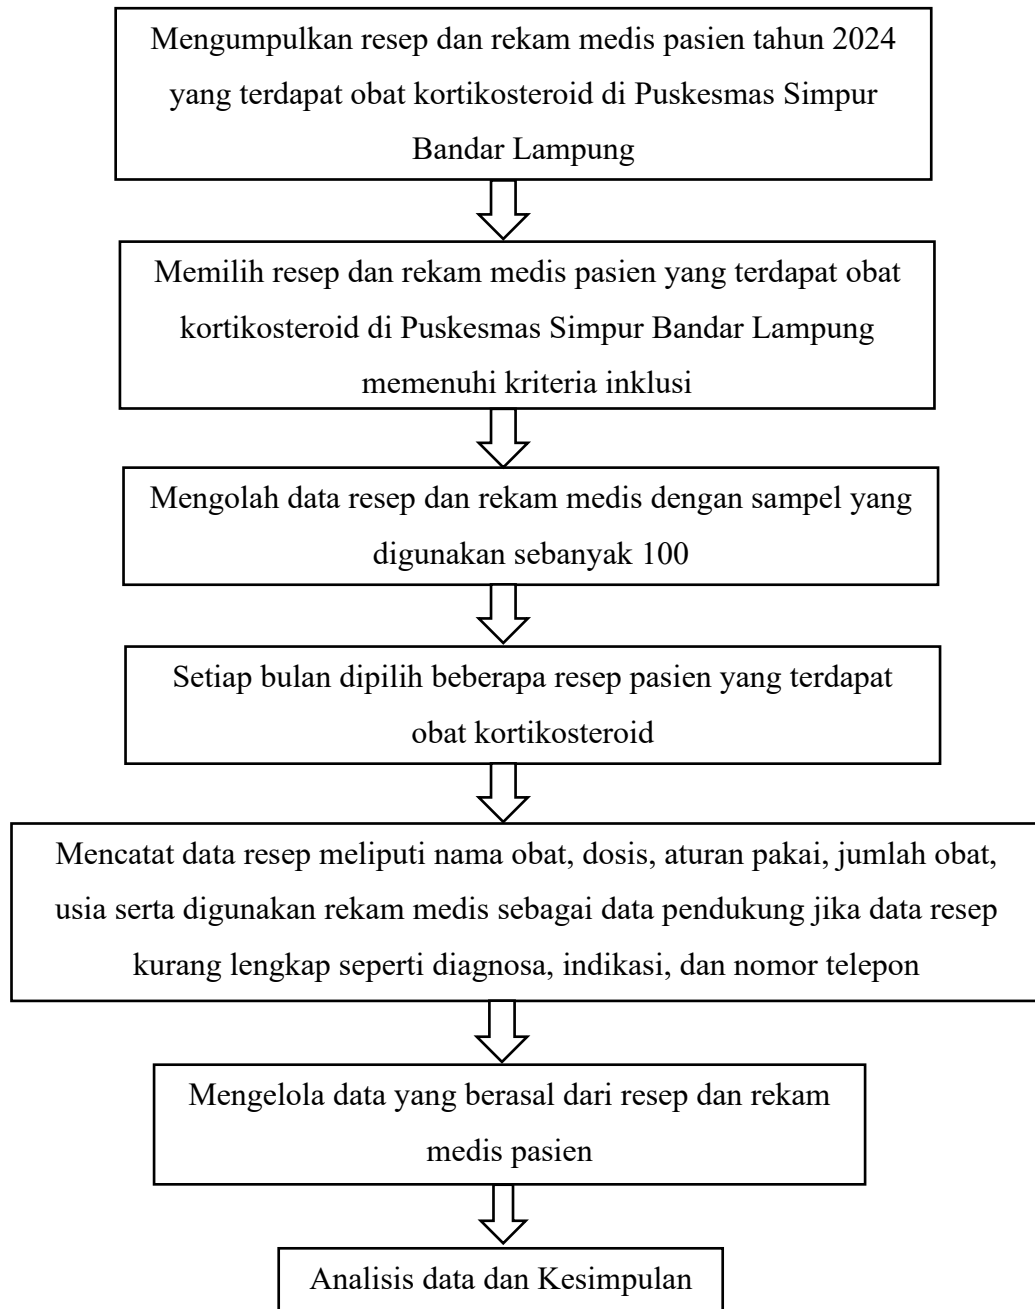 Mengumpulkan resep dan rekam medis pasien tahun 2024
yang terdapat obat kortikosteroid di Puskesmas Simpur
Bandar Lampung
Memilih resep dan rekam medis pasien yang terdapat obat
kortikosteroid di Puskesmas Simpur Bandar Lampung
memenuhi kriteria inklusi
Mengolah data resep dan rekam medis dengan sampel yang
digunakan sebanyak 100
Setiap bulan dipilih beberapa resep pasien yang terdapat
obat kortikosteroid
Mencatat data resep meliputi nama obat, dosis, aturan pakai, jumlah obat,
usia serta digunakan rekam medis sebagai data pendukung jika data resep
kurang lengkap seperti diagnosa, indikasi, dan nomor telepon
Mengelola data yang berasal dari resep dan rekam
medis pasien
Analisis data dan Kesimpulan